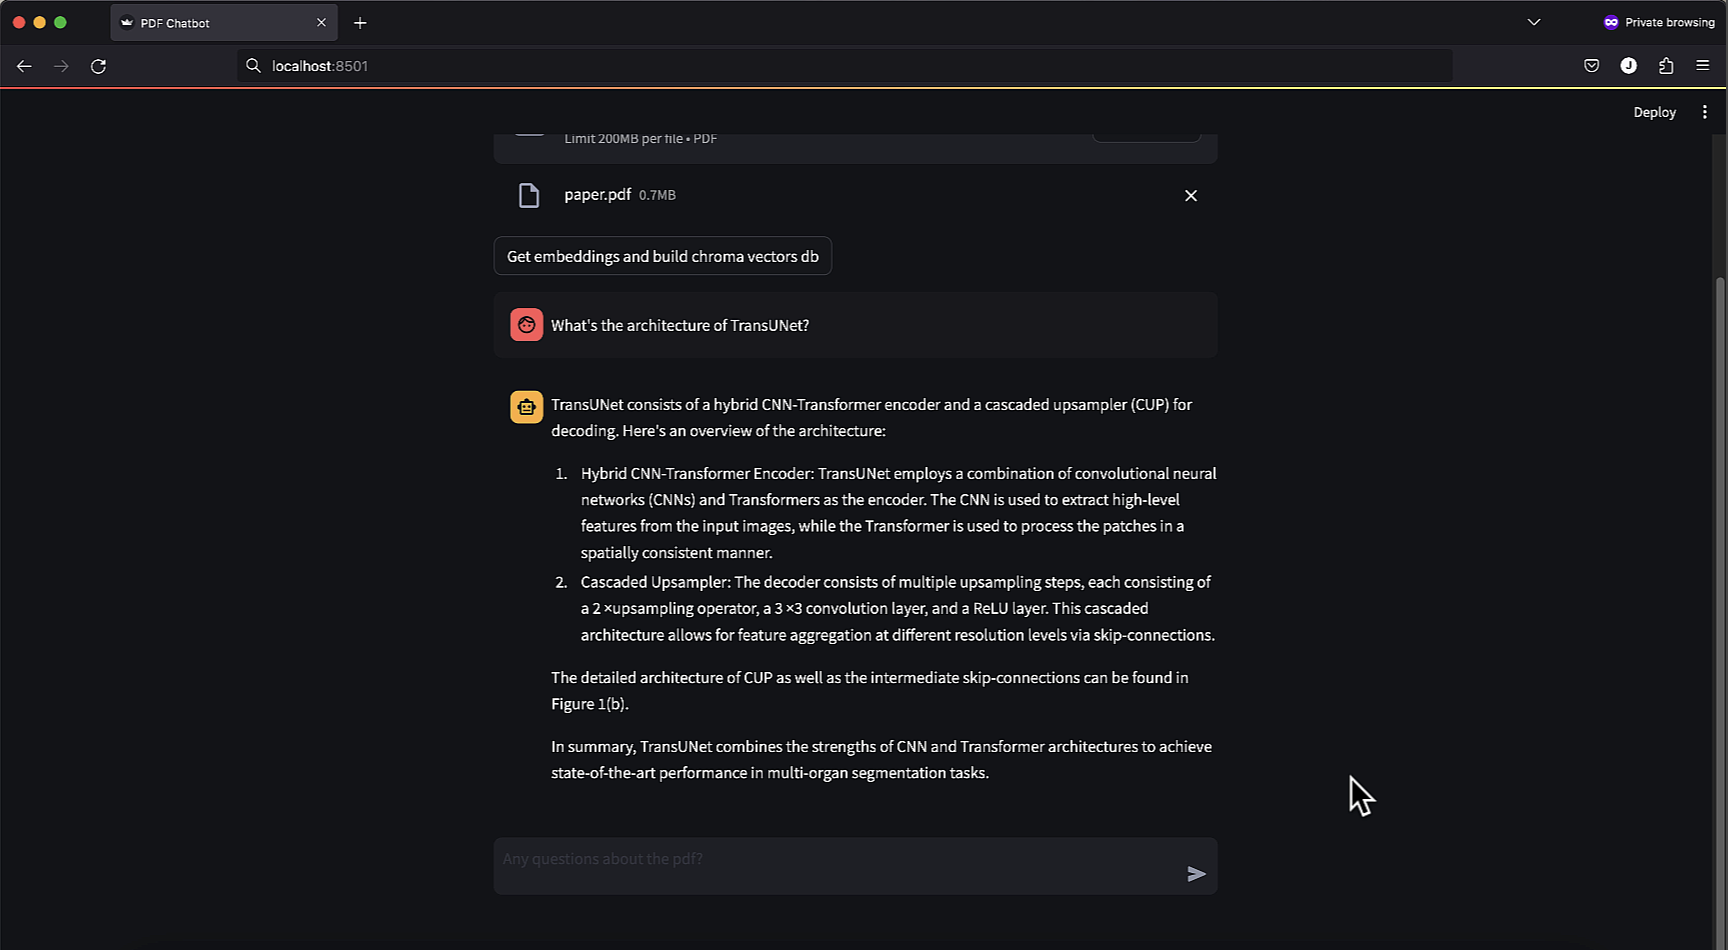 PDF Chatbot
Private browsing
localhost:8501
J
Deploy
Limit 200MB per file • PDF
paper.pdf 0.7MB
Get embeddings and build chroma vectors db
What's the architecture of TransUNet?
TransUNet consists of a hybrid CNN-Transformer encoder and a cascaded upsampler (CUP) for
decoding. Here's an overview of the architecture:
1. Hybrid CNN-Transformer Encoder: TransUNet employs a combination of convolutional neural
networks (CNNs) and Transformers as the encoder. The CNN is used to extract high-level
features from the input images, while the Transformer is used to process the patches in a
spatially consistent manner.
2. Cascaded Upsampler: The decoder consists of multiple upsampling steps, each consisting of
a 2 ×upsampling operator, a 3 ×3 convolution layer, and a ReLU layer. This cascaded
architecture allows for feature aggregation at different resolution levels via skip-connections.
The detailed architecture of CUP as well as the intermediate skip-connections can be found in
Figure 1(b).
In summary, TransUNet combines the strengths of CNN and Transformer architectures to achieve
state-of-the-art performance in multi-organ segmentation tasks.
Any questions about the pdf?